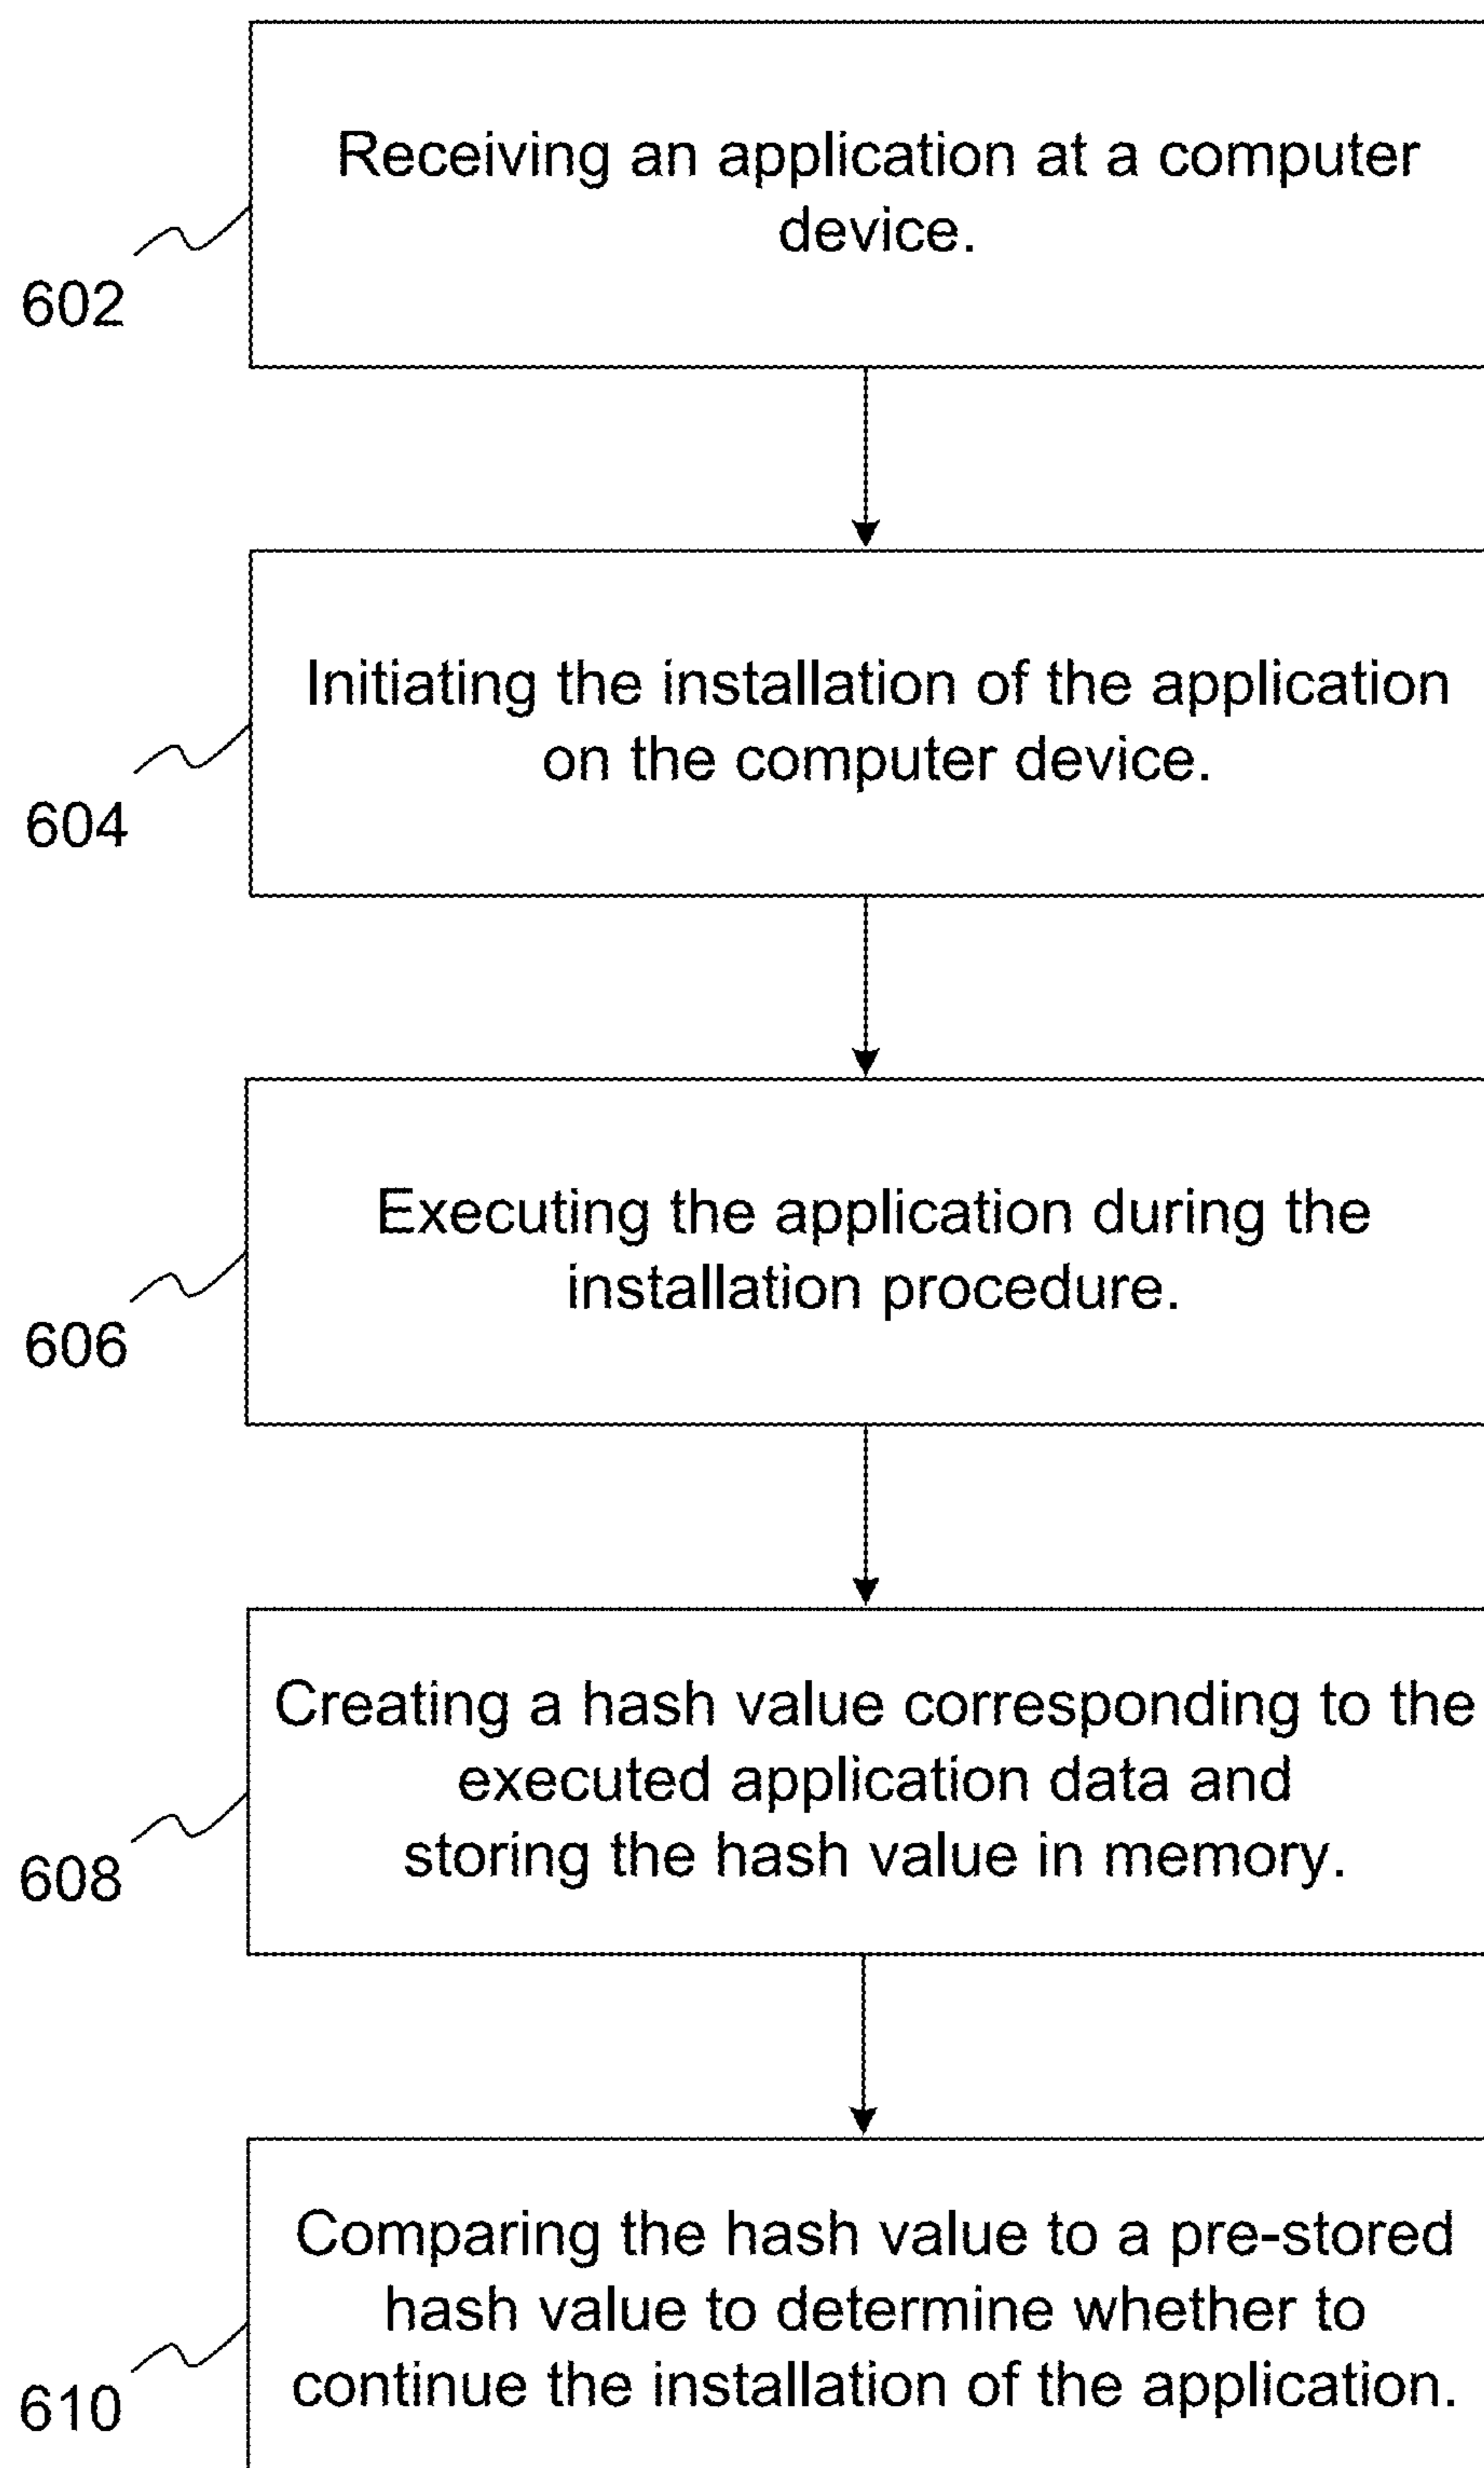 Receiving an application at a computer
device.
602
Initiating the installation of the application
on the computer device.
604
Executing the application during the
installation procedure.
606
Creating a hash value corresponding to the
executed application data and
storing the hash value in memory.
608
Comparing the hash value to a pre-stored
hash value to determine whether to
continue the installation of the application.
610